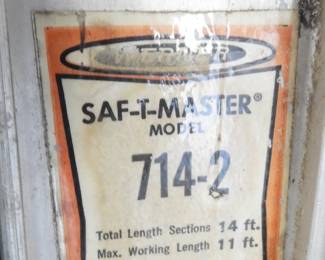 SAF-T-MASTER®
MODEL
714-2
Total Length Sections 14 ft.
Max. Working Length 11 ft.